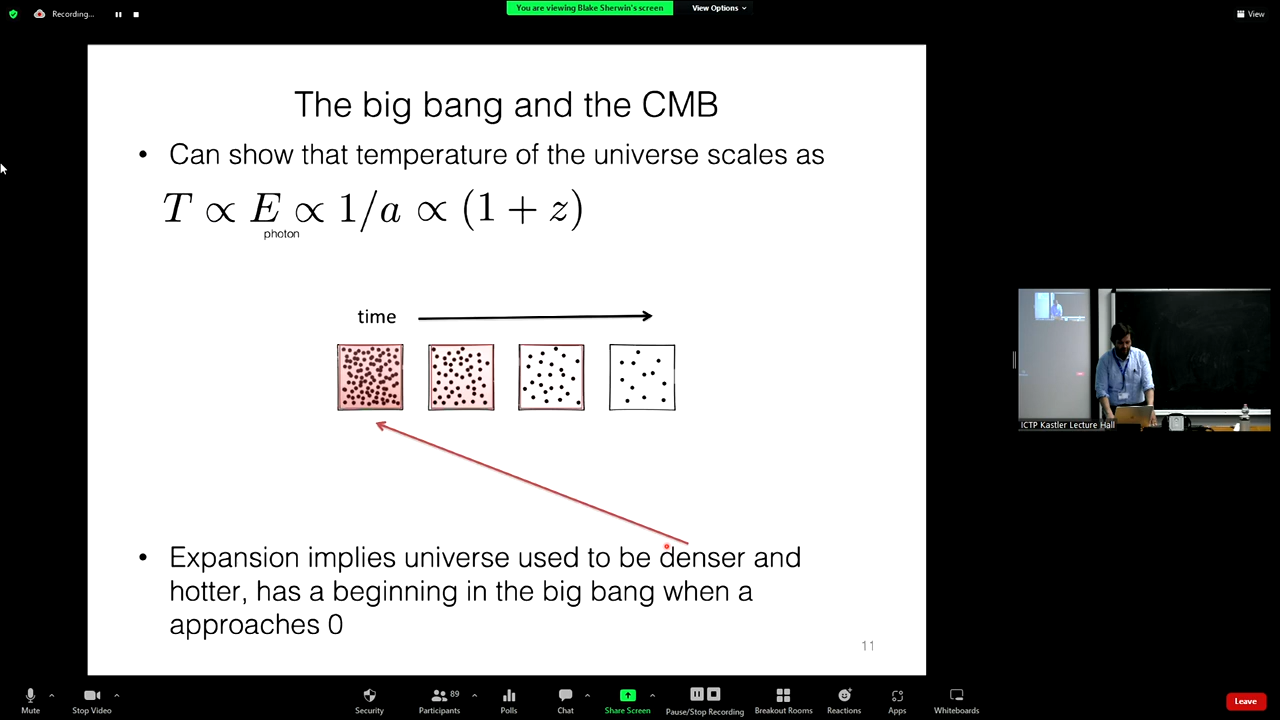 Recording...
You are viewing Blake Sherwin's screen
View Options
View
The big bang and the CMB
• Can show that temperature of the universe scales as
T ∝ E ∝ 1/a ∝ (1 + z)
photon
time
ICTP Kastler Lecture Hall
• Expansion implies universe used to be denser and
hotter, has a beginning in the big bang when a
approaches 0
11
Mute
Stop Video
Security
Participants
89
Polls
Chat
Share Screen
Pause/Stop Recording
Breakout Rooms
Reactions
Apps
Whiteboards
Leave